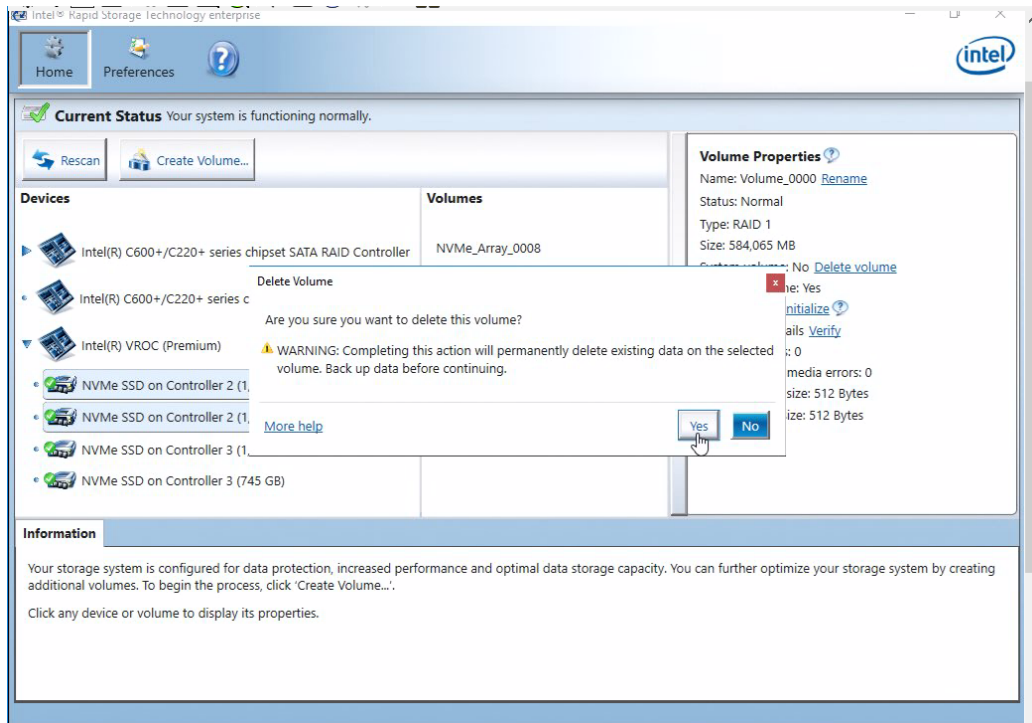 Intel® Rapid Storage Technology enterprise
Home
Preferences
?
intel
Current Status Your system is functioning normally.
Rescan
Create Volume...
Devices
Volumes
Intel(R) C600+/C220+ series chipset SATA RAID Controller
NVMe_Array_0008
Intel(R) C600+/C220+ series c
Intel(R) VROC (Premium)
NVMe SSD on Controller 2 (1,
NVMe SSD on Controller 2 (1,
NVMe SSD on Controller 3 (1,
NVMe SSD on Controller 3 (745 GB)
Delete Volume
x
Are you sure you want to delete this volume?
WARNING: Completing this action will permanently delete existing data on the selected
volume. Back up data before continuing.
More help
Yes
No
Volume Properties ?
Name: Volume_0000 Rename
Status: Normal
Type: RAID 1
Size: 584,065 MB
System volume: No Delete volume
ne: Yes
nitialize ?
ails Verify
s: 0
media errors: 0
size: 512 Bytes
size: 512 Bytes
Information
Your storage system is configured for data protection, increased performance and optimal data storage capacity. You can further optimize your storage system by creating
additional volumes. To begin the process, click 'Create Volume...'.
Click any device or volume to display its properties.